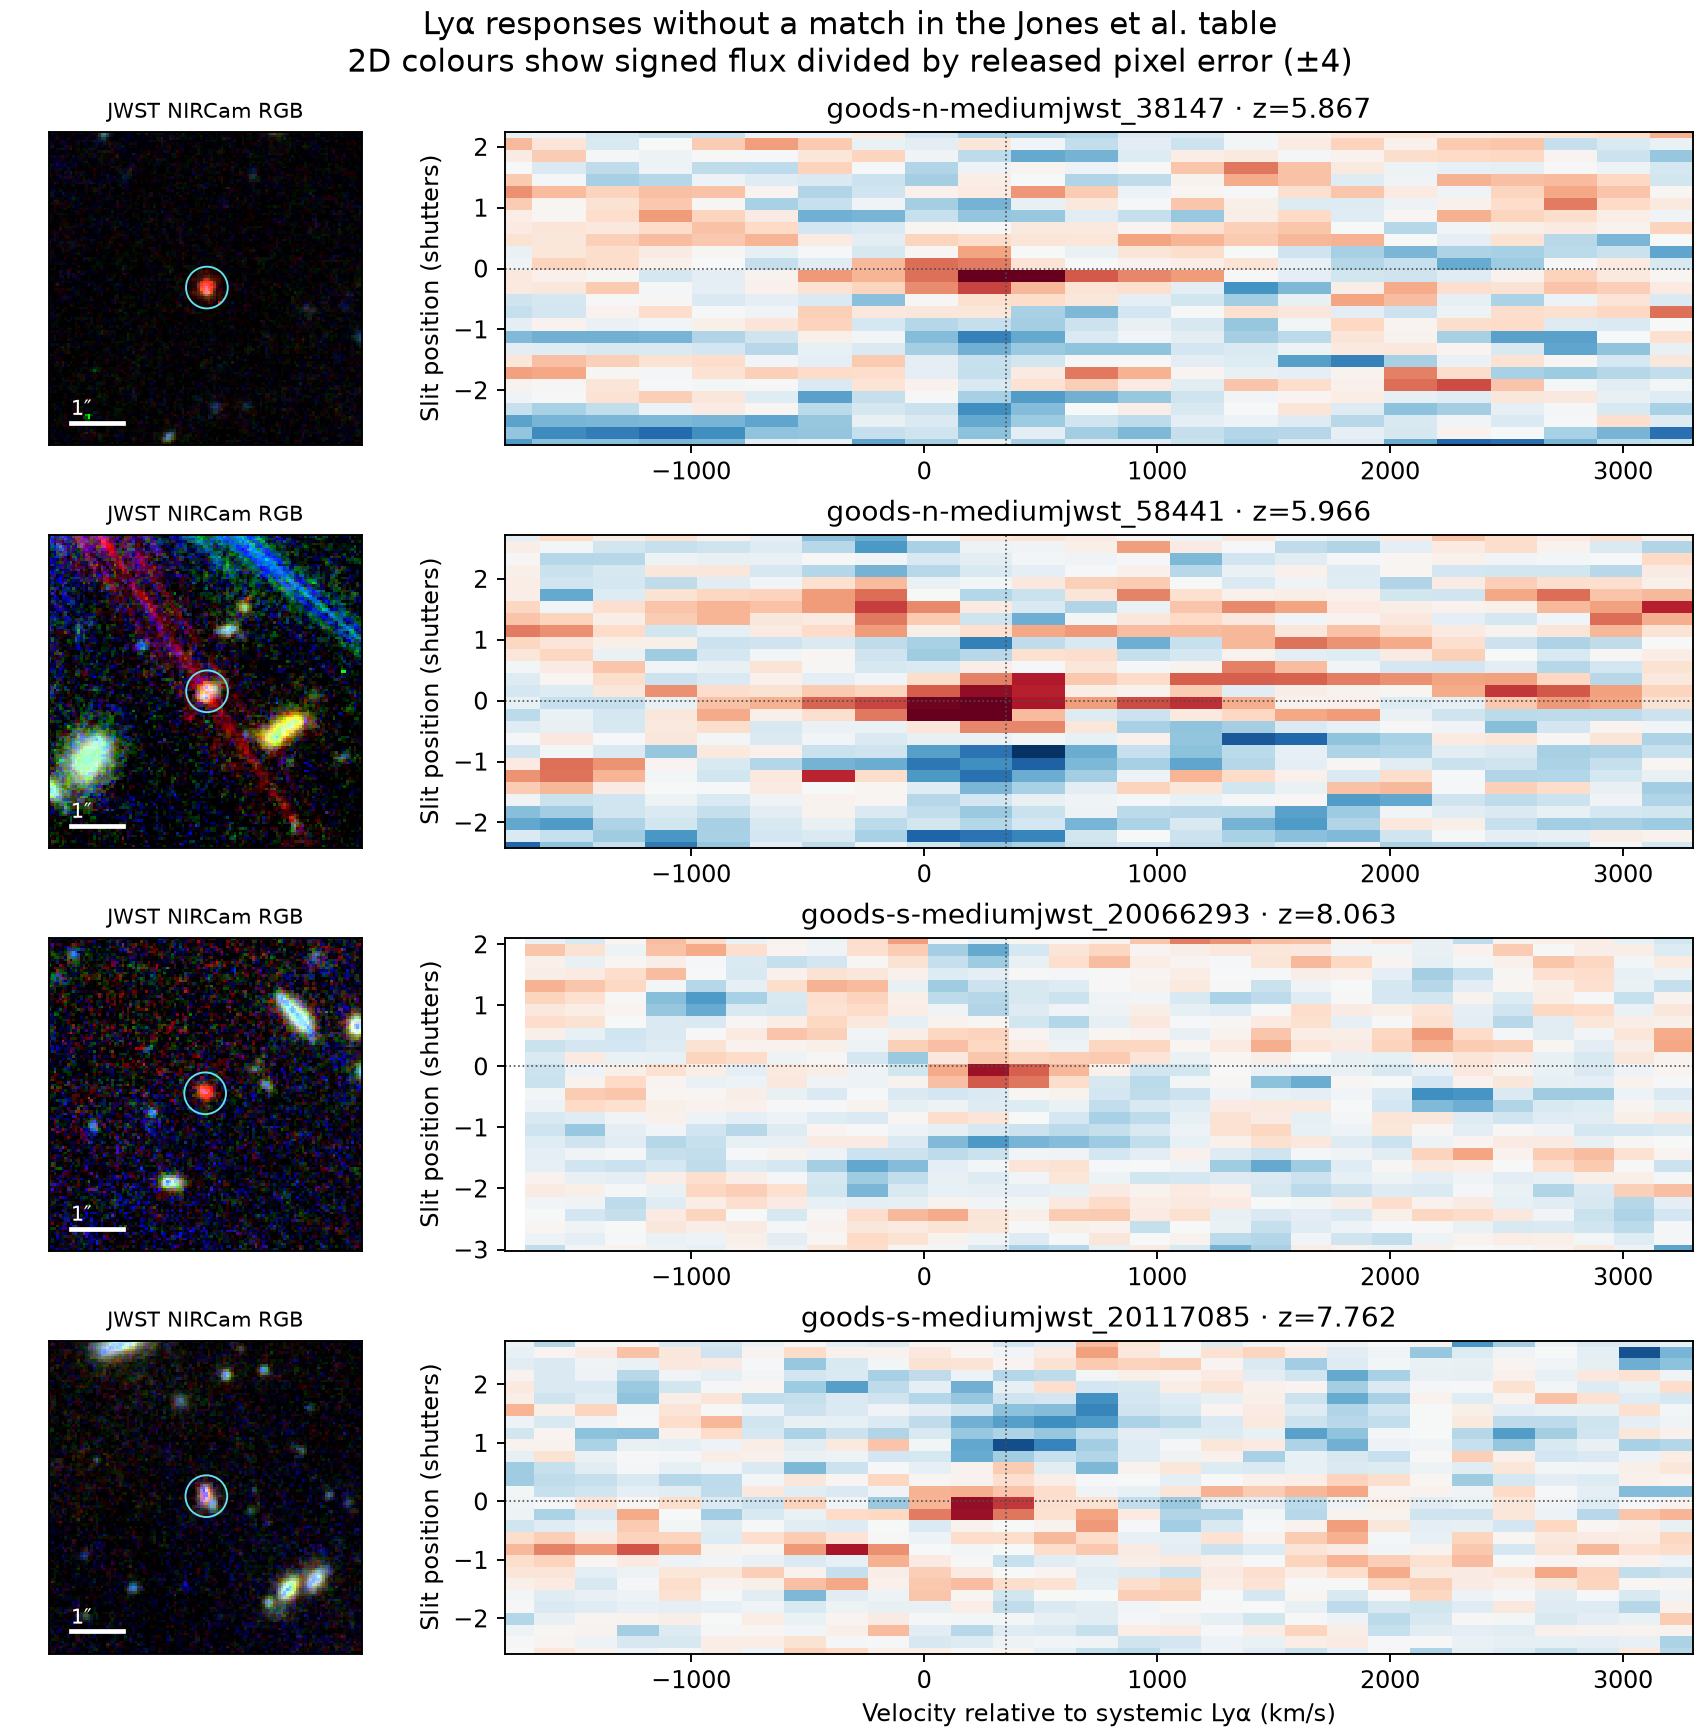 Lyα responses without a match in the Jones et al. table
2D colours show signed flux divided by released pixel error (±4)
JWST NIRCam RGB
1″
goods-n-mediumjwst_38147 · z=5.867
Slit position (shutters)
2
1
0
−1
−2
−1000 0 1000 2000 3000
JWST NIRCam RGB
1″
goods-n-mediumjwst_58441 · z=5.966
Slit position (shutters)
2
1
0
−1
−2
−1000 0 1000 2000 3000
JWST NIRCam RGB
1″
goods-s-mediumjwst_20066293 · z=8.063
Slit position (shutters)
2
1
0
−1
−2
−3
−1000 0 1000 2000 3000
JWST NIRCam RGB
1″
goods-s-mediumjwst_20117085 · z=7.762
Slit position (shutters)
2
1
0
−1
−2
−1000 0 1000 2000 3000
Velocity relative to systemic Lyα (km/s)